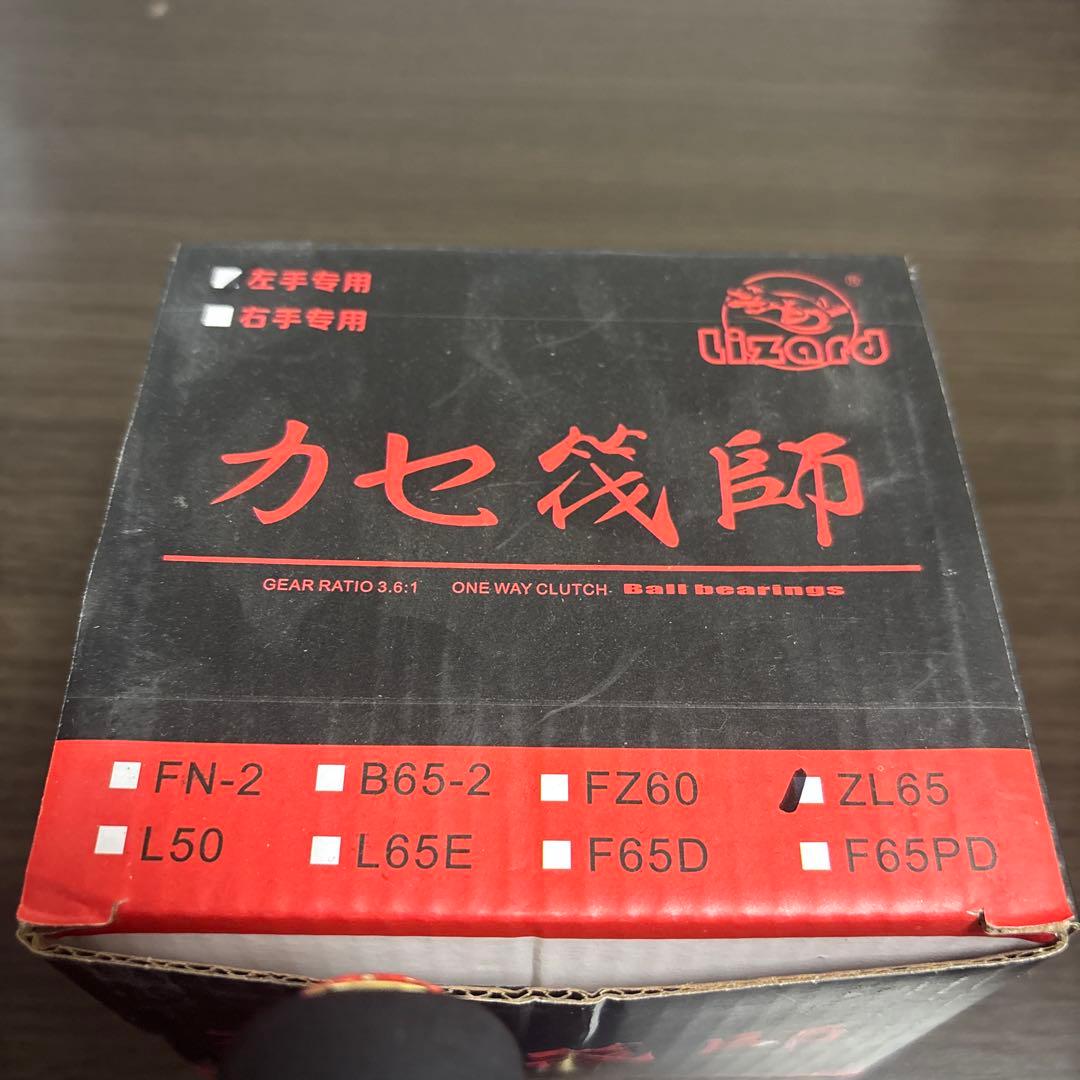 左手专用
右手专用
Lizard
®
力セ筏師
GEAR RATIO 3.6:1 ONE WAY CLUTCH Ball bearings
FN-2 B65-2 FZ60 ZL65
L50 L65E F65D F65PD